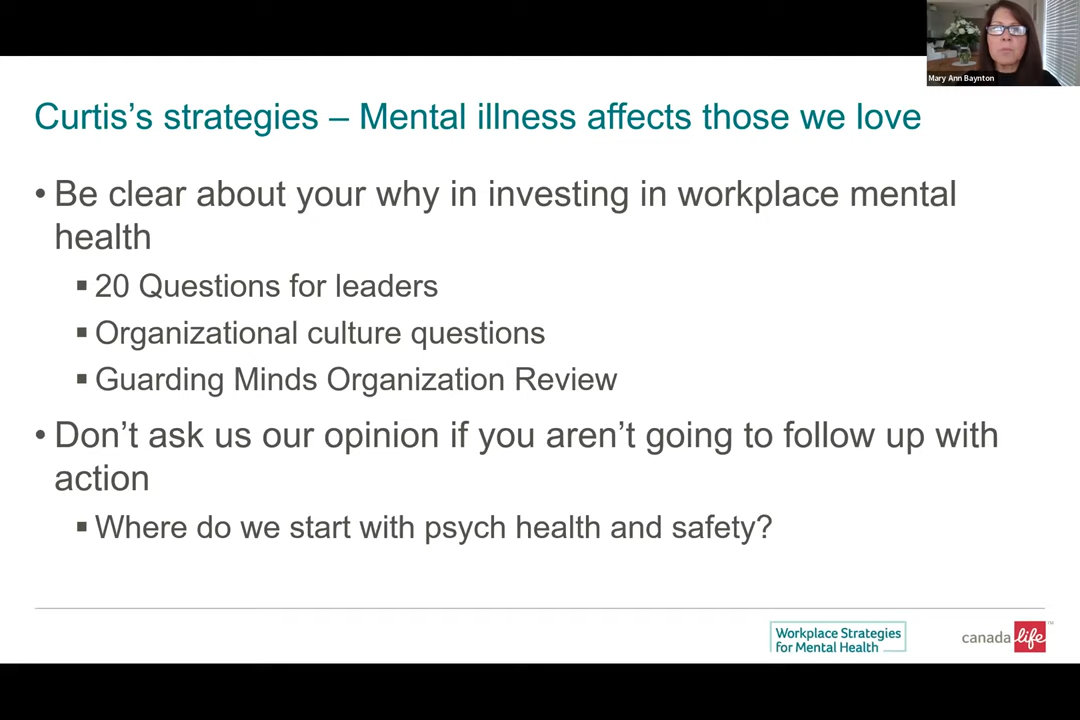 Mary Ann Baynton
Curtis’s strategies – Mental illness affects those we love
• Be clear about your why in investing in workplace mental
health
▪ 20 Questions for leaders
▪ Organizational culture questions
▪ Guarding Minds Organization Review
• Don’t ask us our opinion if you aren’t going to follow up with
action
▪ Where do we start with psych health and safety?
Workplace Strategies
for Mental Health
canada life™